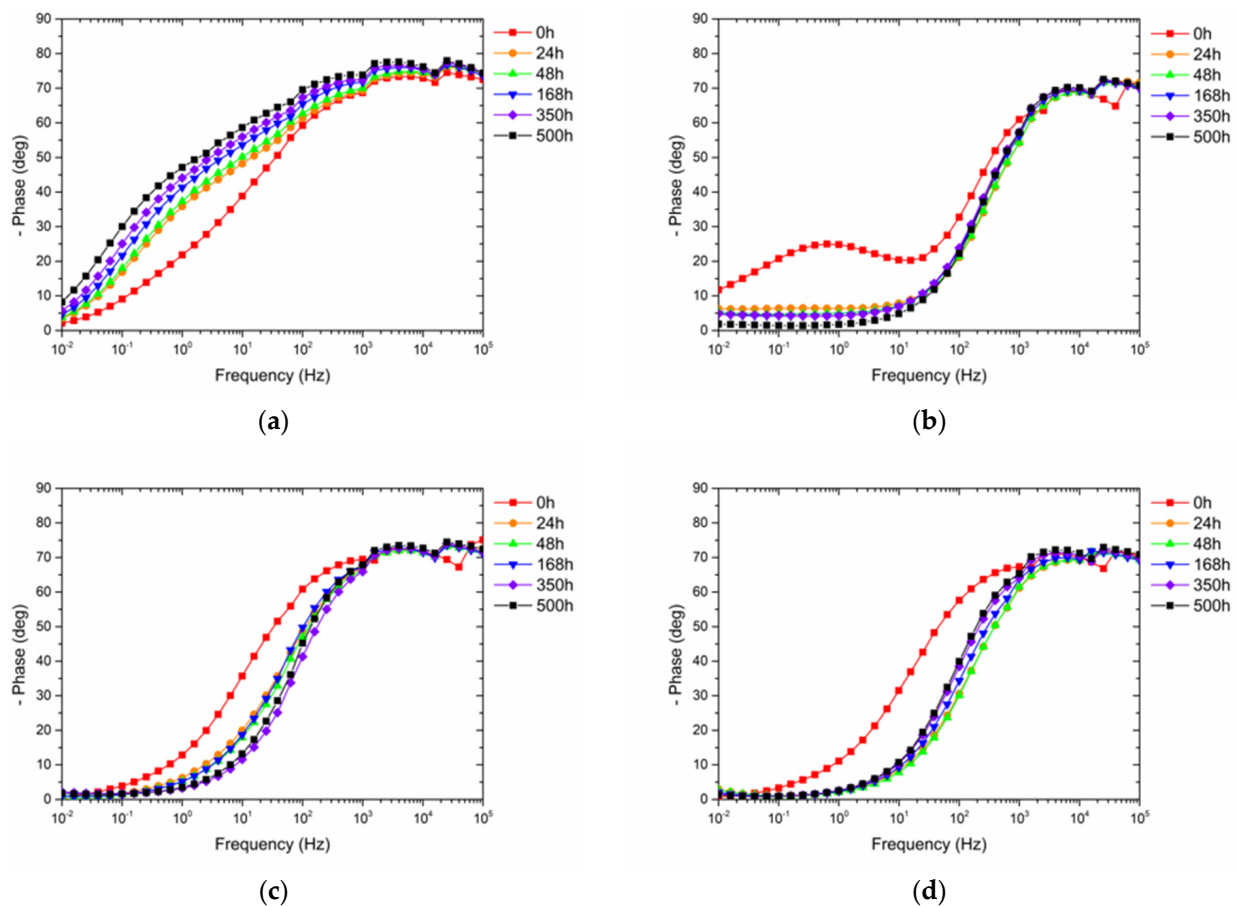 90
80
70
60
50
40
30
20
10
0
- Phase (deg)
10⁻² 10⁻¹ 10⁰ 10¹ 10² 10³ 10⁴ 10⁵
Frequency (Hz)
0h
24h
48h
168h
350h
500h
(a)
90
80
70
60
50
40
30
20
10
0
- Phase (deg)
10⁻² 10⁻¹ 10⁰ 10¹ 10² 10³ 10⁴ 10⁵
Frequency (Hz)
0h
24h
48h
168h
350h
500h
(b)
90
80
70
60
50
40
30
20
10
0
- Phase (deg)
10⁻² 10⁻¹ 10⁰ 10¹ 10² 10³ 10⁴ 10⁵
Frequency (Hz)
0h
24h
48h
168h
350h
500h
(c)
90
80
70
60
50
40
30
20
10
0
- Phase (deg)
10⁻² 10⁻¹ 10⁰ 10¹ 10² 10³ 10⁴ 10⁵
Frequency (Hz)
0h
24h
48h
168h
350h
500h
(d)